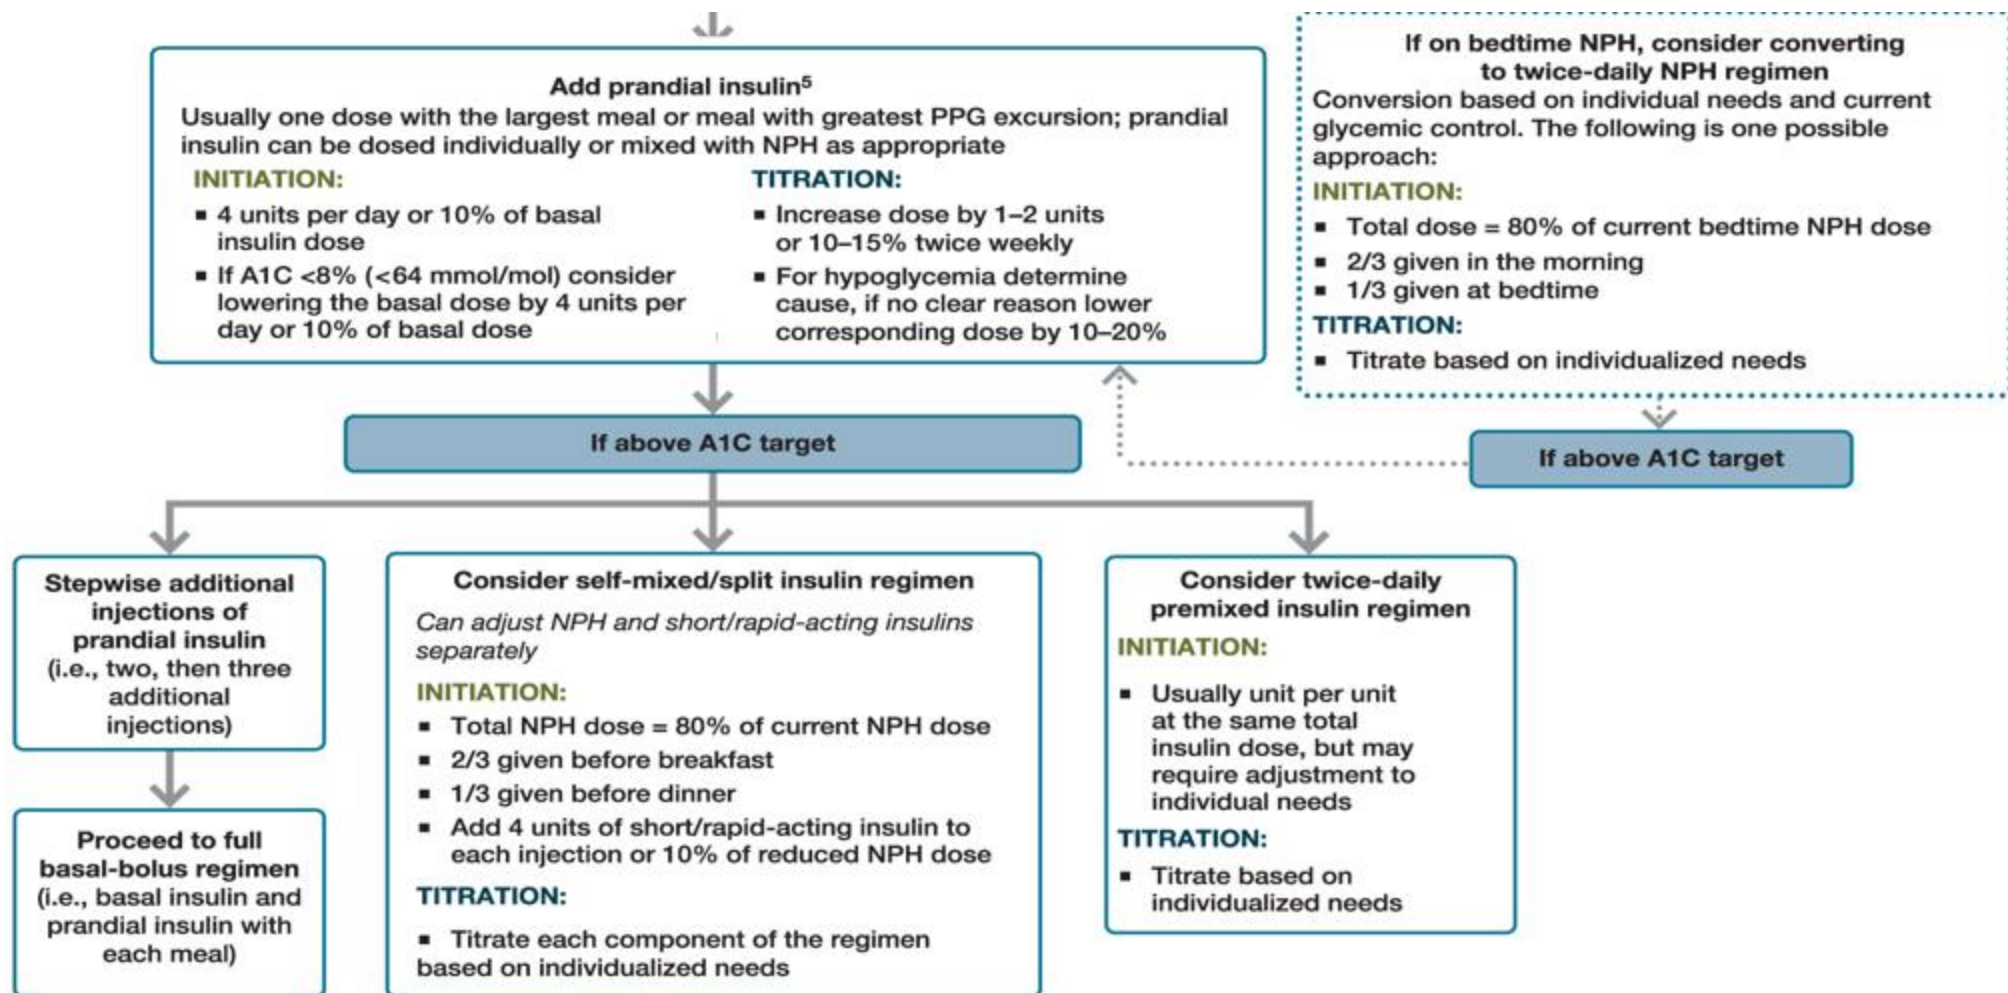 Add prandial insulin⁵
Usually one dose with the largest meal or meal with greatest PPG excursion; prandial
insulin can be dosed individually or mixed with NPH as appropriate
INITIATION:
▪ 4 units per day or 10% of basal
insulin dose
▪ If A1C <8% (<64 mmol/mol) consider
lowering the basal dose by 4 units per
day or 10% of basal dose
TITRATION:
▪ Increase dose by 1–2 units
or 10–15% twice weekly
▪ For hypoglycemia determine
cause, if no clear reason lower
corresponding dose by 10–20%
If on bedtime NPH, consider converting
to twice-daily NPH regimen
Conversion based on individual needs and current
glycemic control. The following is one possible
approach:
INITIATION:
▪ Total dose = 80% of current bedtime NPH dose
▪ 2/3 given in the morning
▪ 1/3 given at bedtime
TITRATION:
▪ Titrate based on individualized needs
If above A1C target
If above A1C target
Stepwise additional
injections of
prandial insulin
(i.e., two, then three
additional
injections)
Proceed to full
basal-bolus regimen
(i.e., basal insulin and
prandial insulin with
each meal)
Consider self-mixed/split insulin regimen
Can adjust NPH and short/rapid-acting insulins
separately
INITIATION:
▪ Total NPH dose = 80% of current NPH dose
▪ 2/3 given before breakfast
▪ 1/3 given before dinner
▪ Add 4 units of short/rapid-acting insulin to
each injection or 10% of reduced NPH dose
TITRATION:
▪ Titrate each component of the regimen
based on individualized needs
Consider twice-daily
premixed insulin regimen
INITIATION:
▪ Usually unit per unit
at the same total
insulin dose, but may
require adjustment to
individual needs
TITRATION:
▪ Titrate based on
individualized needs